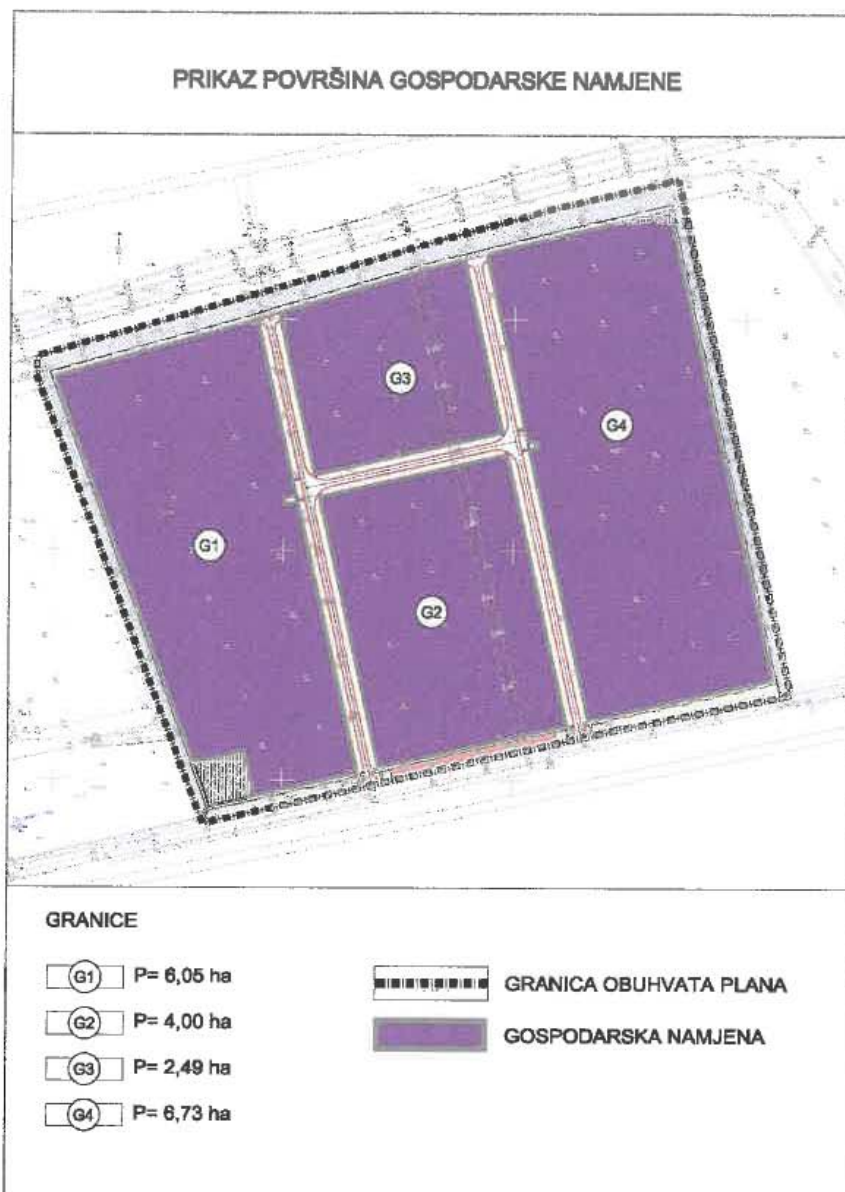 PRIKAZ POVRŠINA GOSPODARSKE NAMJENE
G3
G4
G1
G2
GRANICE
G1 P= 6,05 ha
G2 P= 4,00 ha
G3 P= 2,49 ha
G4 P= 6,73 ha
GRANICA OBUHVATA PLANA
GOSPODARSKA NAMJENA